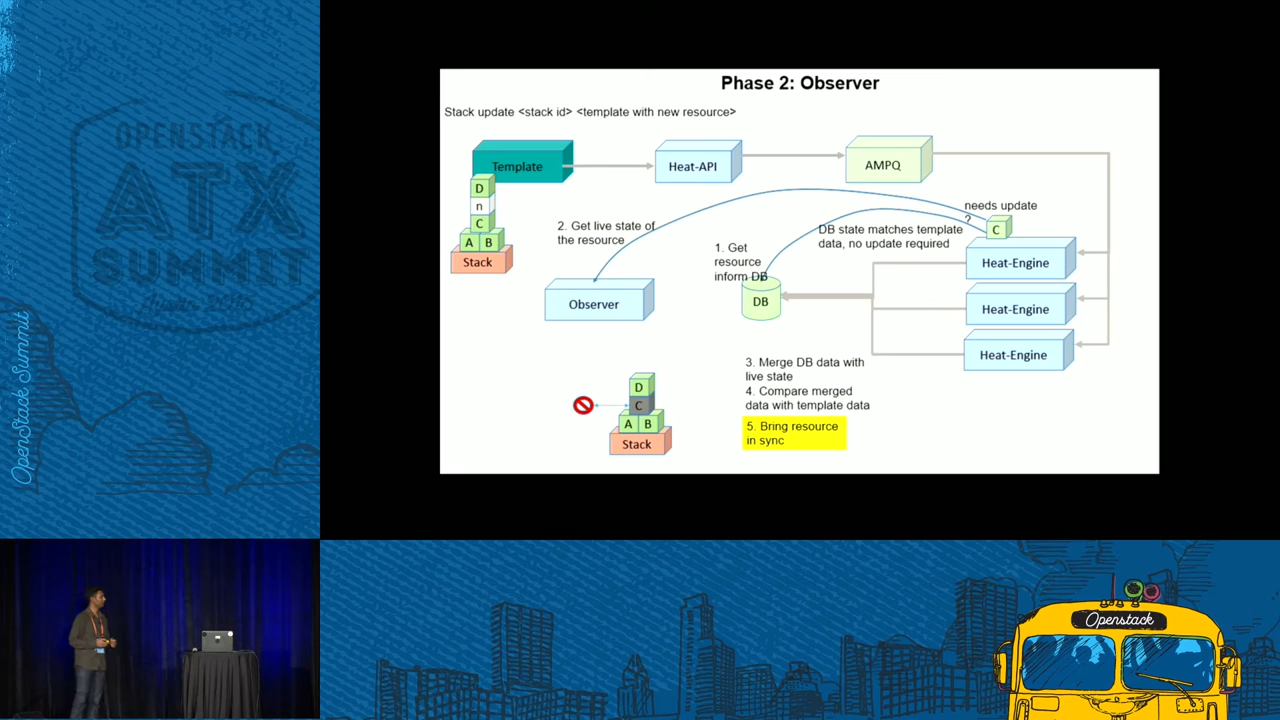 OPENSTACK
ATX
SUMMIT
Austin Texas
OpenStack Summit
Phase 2: Observer
Stack update <stack id> <template with new resource>
Template
Heat-API
AMPQ
D
n
C
A B
Stack
2. Get live state of
the resource
1. Get
resource
inform DB
needs update
?
DB state matches template
data, no update required
C
Heat-Engine
Heat-Engine
Heat-Engine
Observer
DB
3. Merge DB data with
live state
4. Compare merged
data with template data
5. Bring resource
in sync
D
C
A B
Stack
Openstack